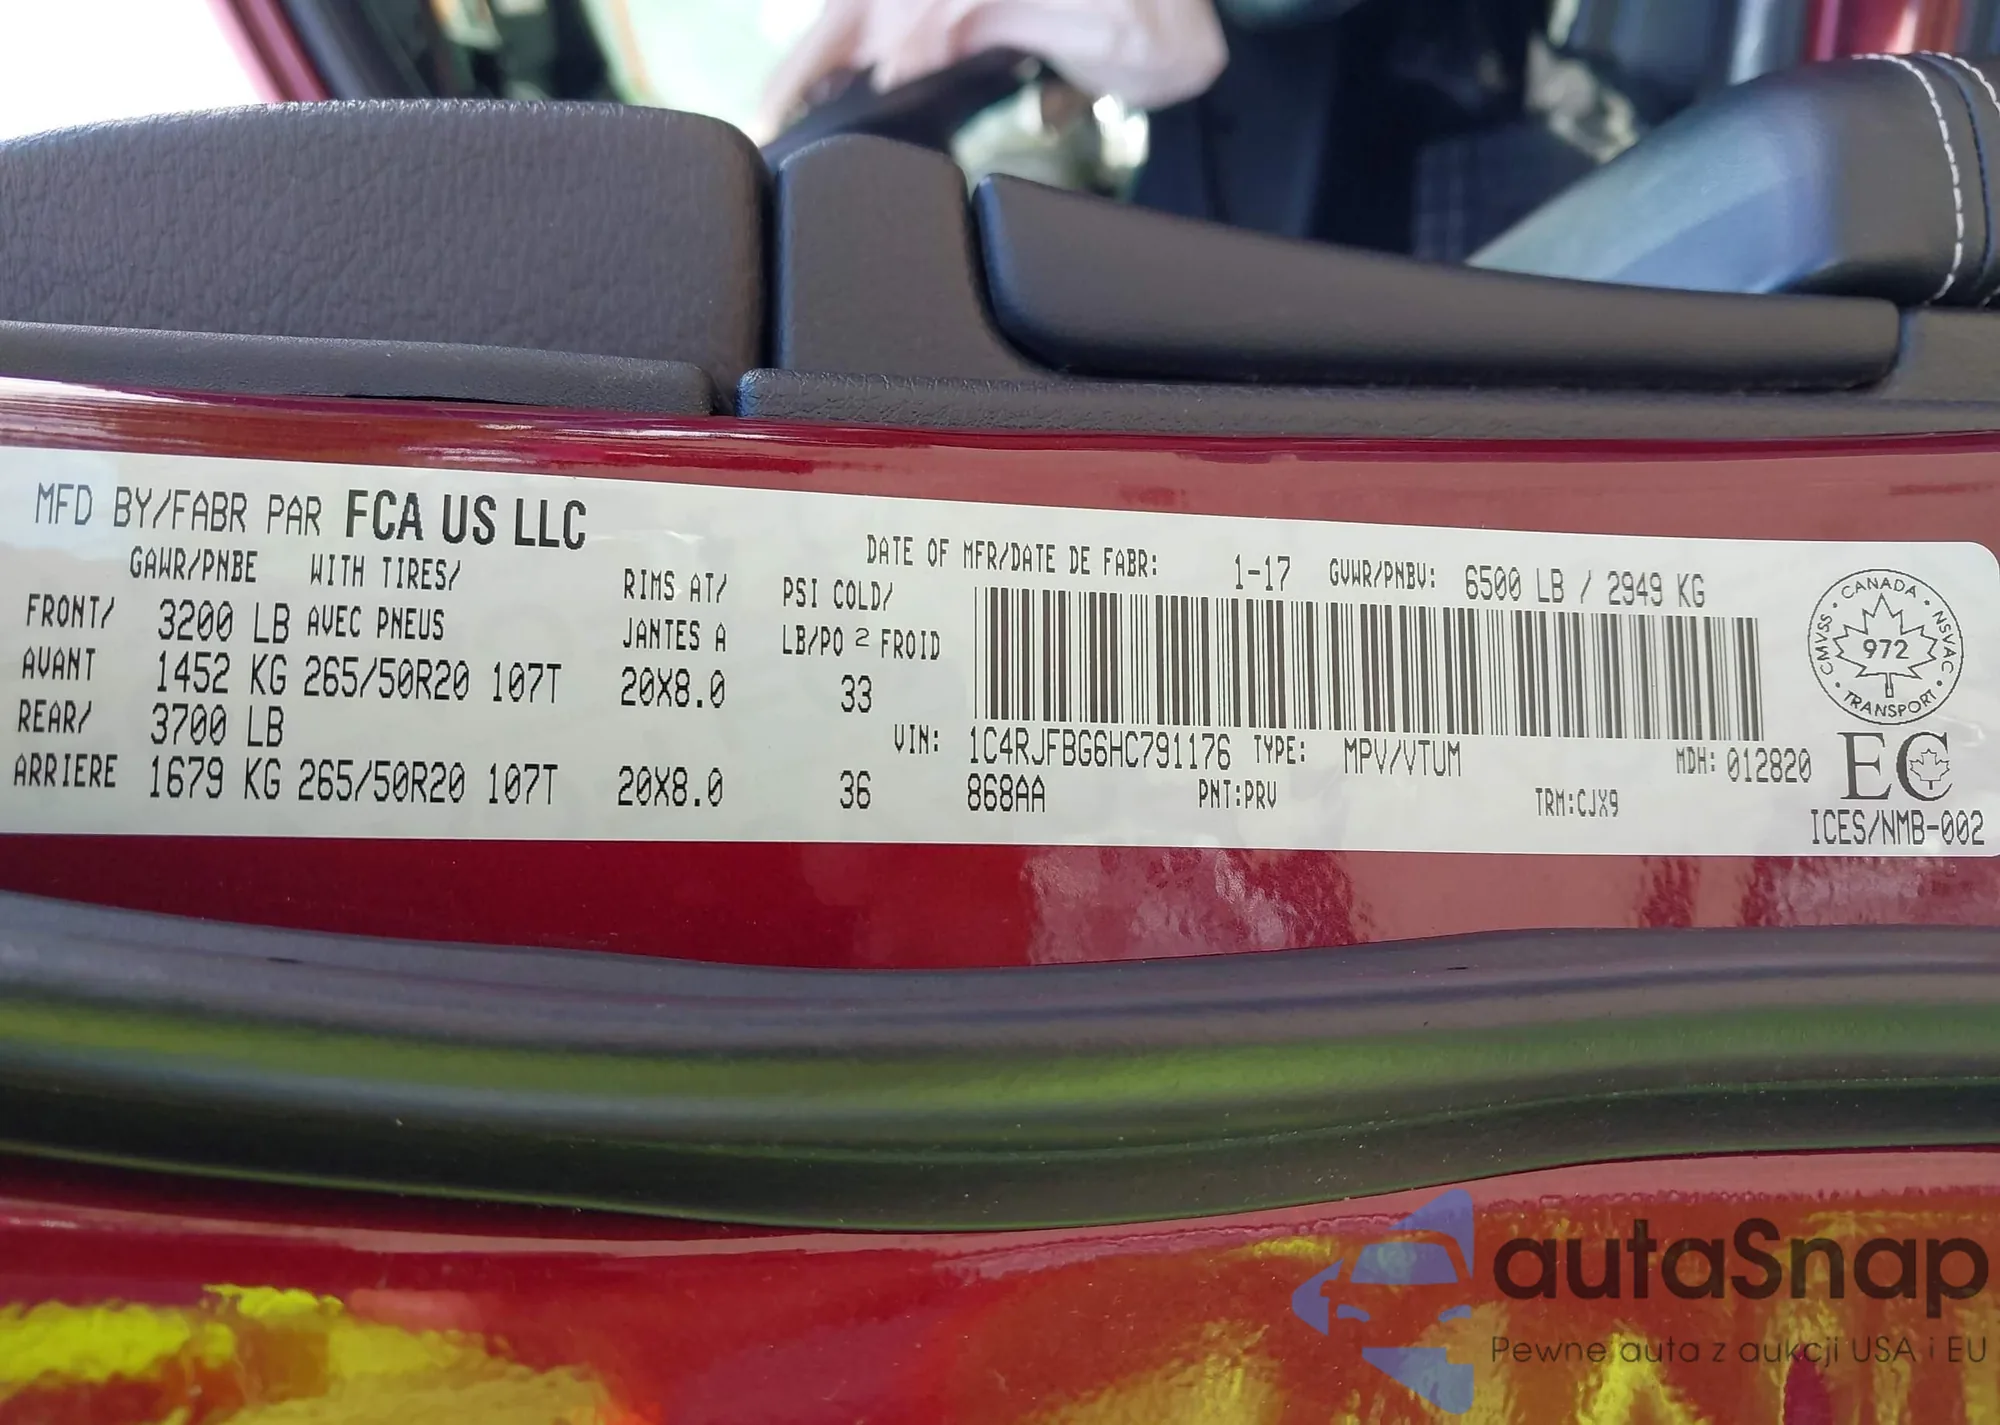 MFD BY/FABR PAR FCA US LLC
DATE OF MFR/DATE DE FABR: 1-17 GVWR/PNBV: 6500 LB / 2949 KG
GAWR/PNBE WITH TIRES/ RIMS AT/ PSI COLD/
FRONT/ 3200 LB AVEC PNEUS JANTES A LB/PO 2 FROID
AVANT 1452 KG 265/50R20 107T 20X8.0 33
REAR/ 3700 LB
ARRIERE 1679 KG 265/50R20 107T 20X8.0 36
VIN: 1C4RJFBG6HC791176 TYPE: MPV/VTUM MDH: 012820
868AA PNT:PRV TRM:CJX9
CANADA • NSVAC • TRANSPORT • CMVSS •
972
EC
ICES/NMB-002
autaSnap
Pewne auta z aukcji USA i EU